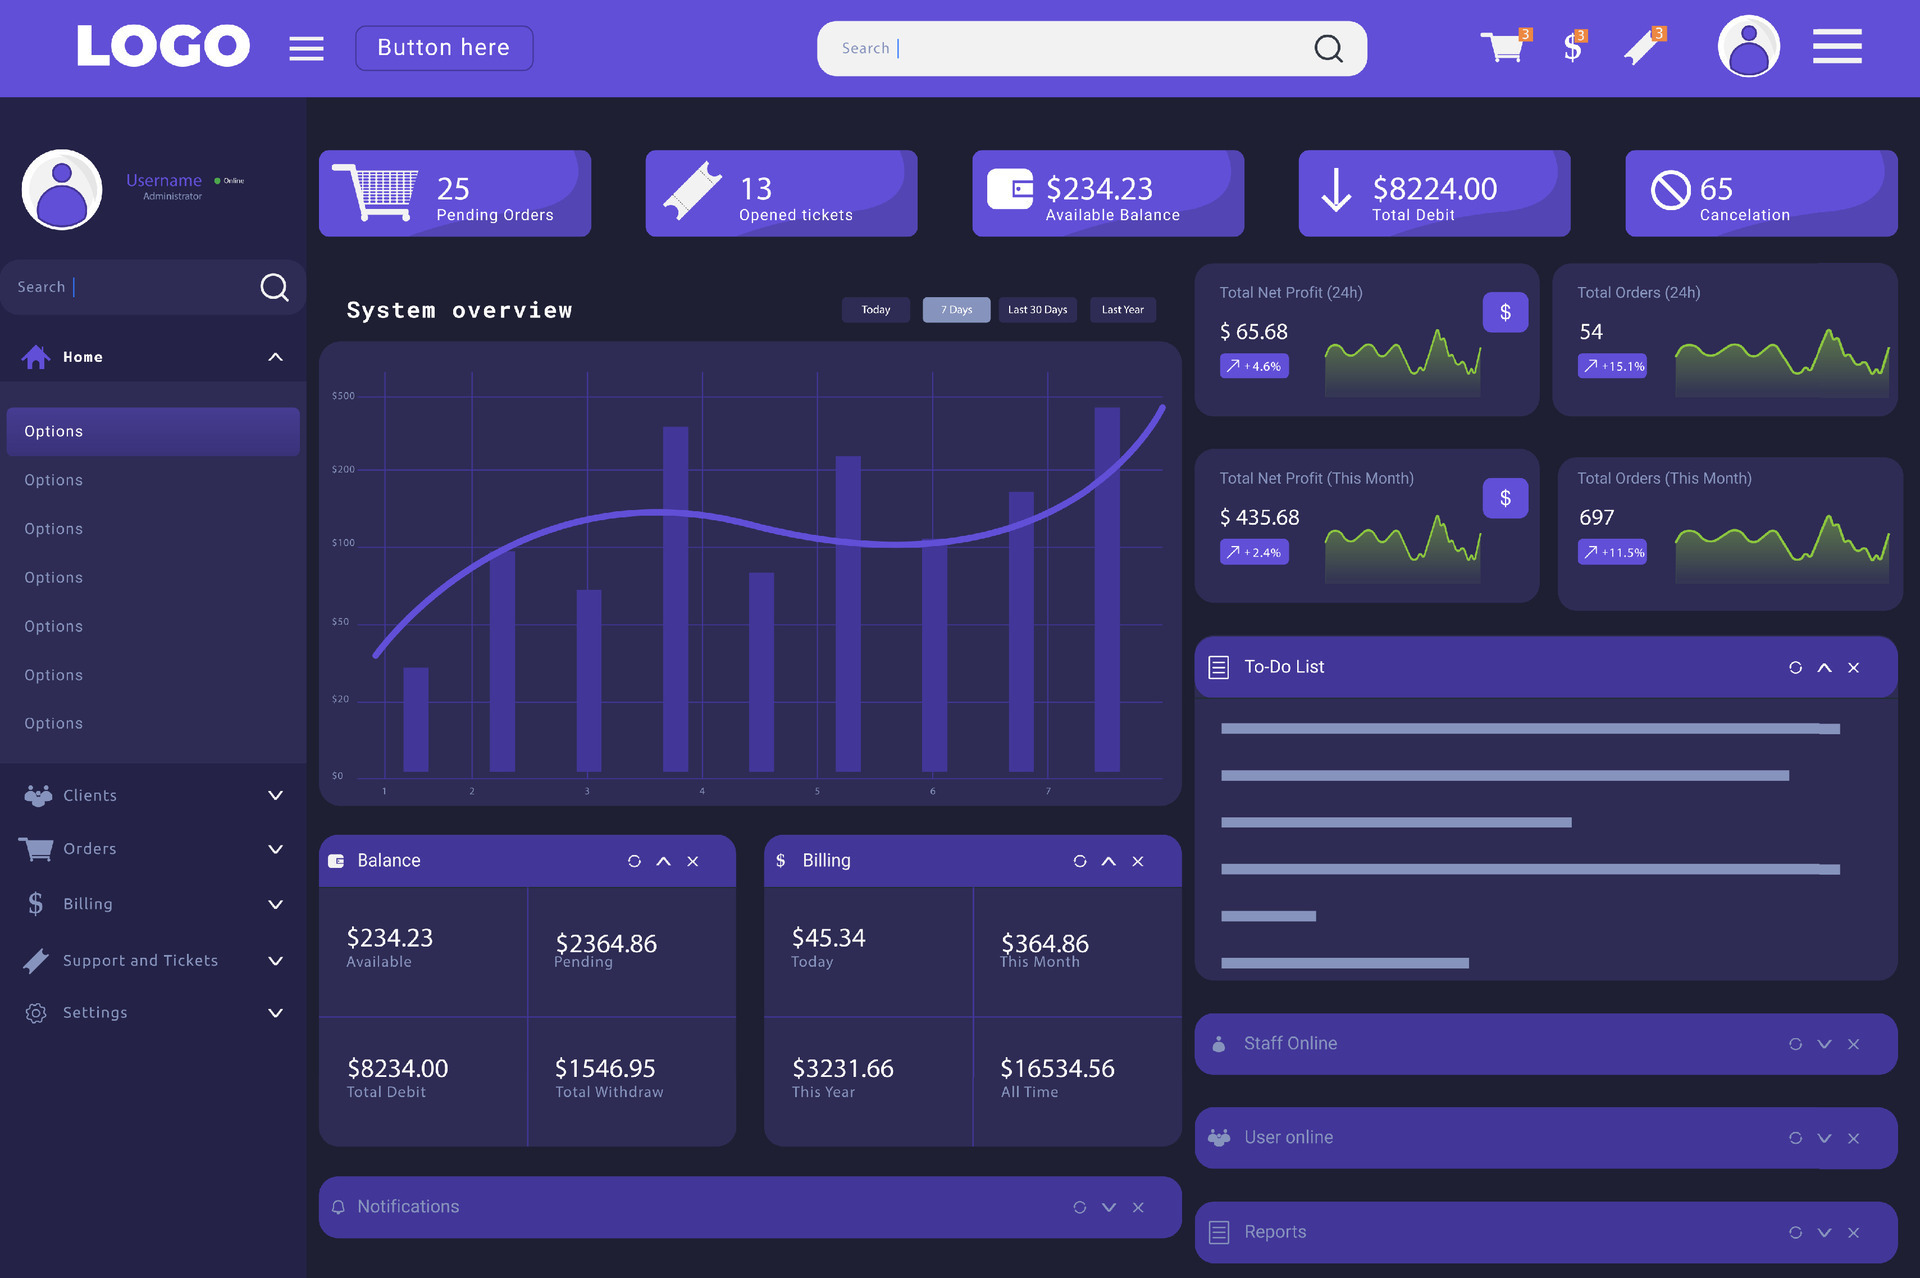 LOGO
Button here
Search
3
3
3
Username
Online
Administrator
Search
Home
Options
Options
Options
Options
Options
Options
Options
Clients
Orders
Billing
Support and Tickets
Settings
25
Pending Orders
13
Opened tickets
$234.23
Available Balance
$8224.00
Total Debit
65
Cancelation
System overview
Today
7 Days
Last 30 Days
Last Year
$500
$200
$100
$50
$20
$0
1 2 3 4 5 6 7
Total Net Profit (24h)
$ 65.68
+4.6%
$
Total Orders (24h)
54
+15.1%
Total Net Profit (This Month)
$ 435.68
+2.4%
$
Total Orders (This Month)
697
+11.5%
To-Do List
Balance
$234.23
Available
$2364.86
Pending
$8234.00
Total Debit
$1546.95
Total Withdraw
$ Billing
$45.34
Today
$364.86
This Month
$3231.66
This Year
$16534.56
All Time
Notifications
Staff Online
User online
Reports